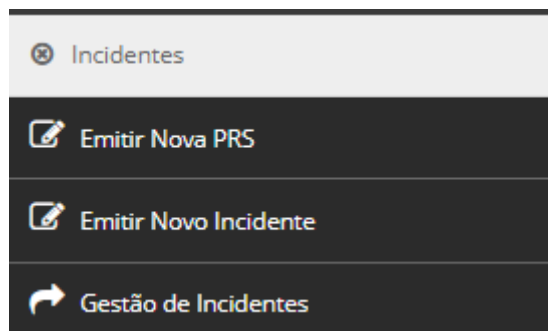 Incidentes
Emitir Nova PRS
Emitir Novo Incidente
Gestão de Incidentes